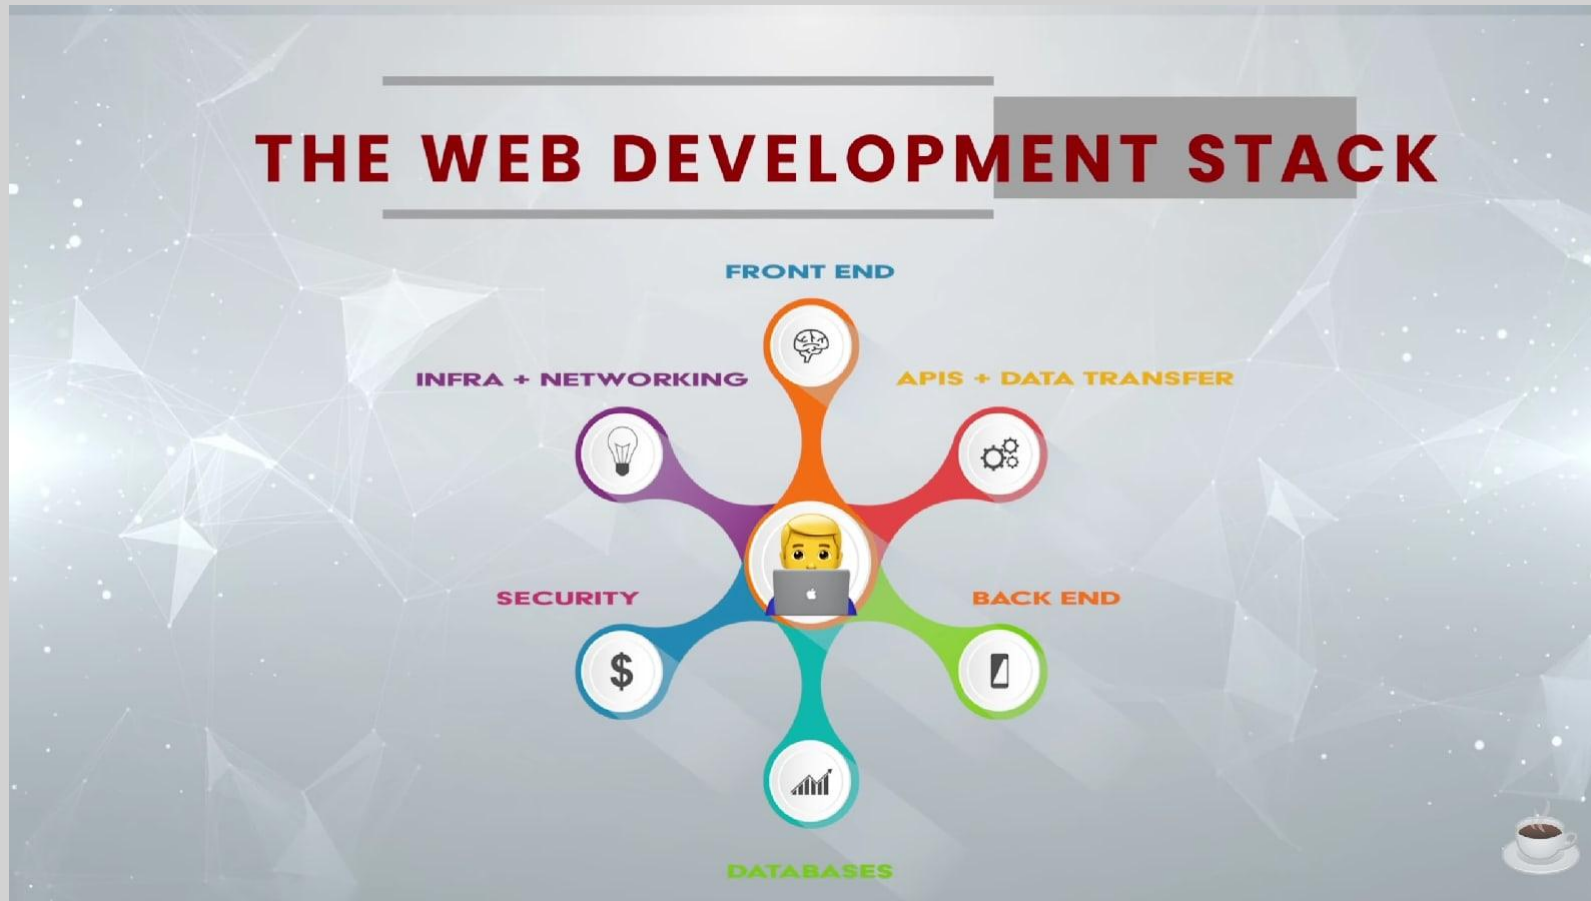 THE WEB DEVELOPMENT STACK
FRONT END
INFRA + NETWORKING
APIS + DATA TRANSFER
SECURITY
BACK END
$
DATABASES